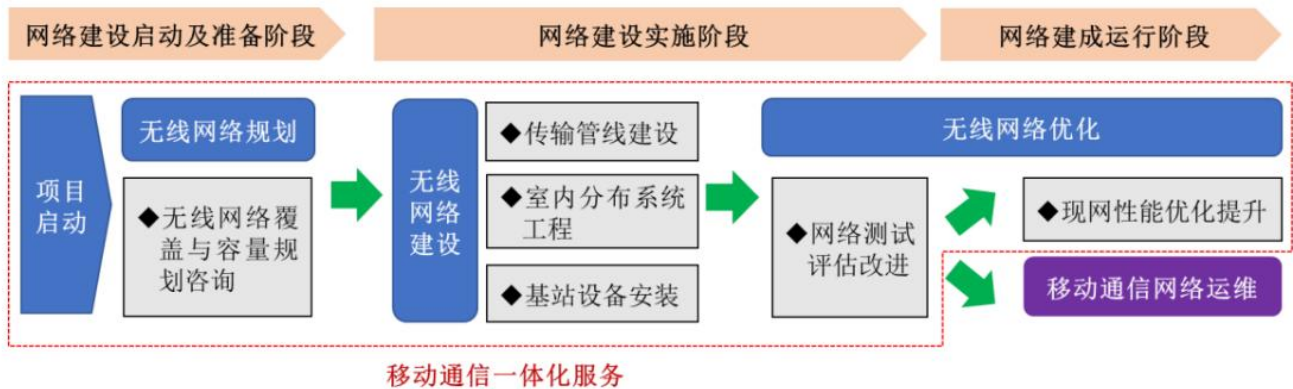 网络建设启动及准备阶段
网络建设实施阶段
网络建成运行阶段
项目
启动
无线网络规划
◆无线网络覆
盖与容量规
划咨询
无线
网络
建设
◆传输管线建设
◆室内分布系统
工程
◆基站设备安装
无线网络优化
◆网络测试
评估改进
◆现网性能优化提升
移动通信网络运维
移动通信一体化服务